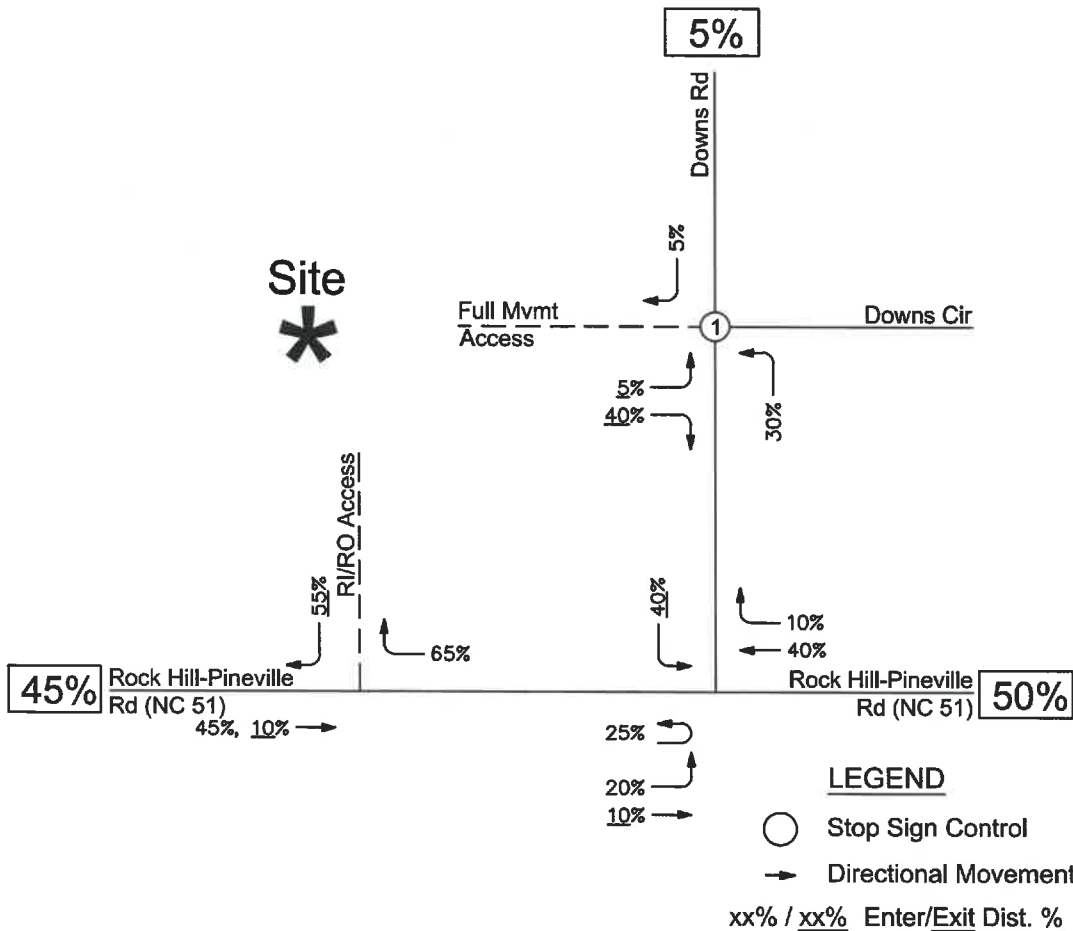 5%
Downs Rd
5%
Site
Full Mvmt
Access
1
Downs Cir
5%
40%
30%
RI/RO Access
55%
65%
40%
10%
40%
45%
Rock Hill-Pineville
Rd (NC 51)
45%, 10%
Rock Hill-Pineville
Rd (NC 51)
50%
25%
20%
10%
LEGEND
Stop Sign Control
Directional Movement
xx% / xx% Enter/Exit Dist. %